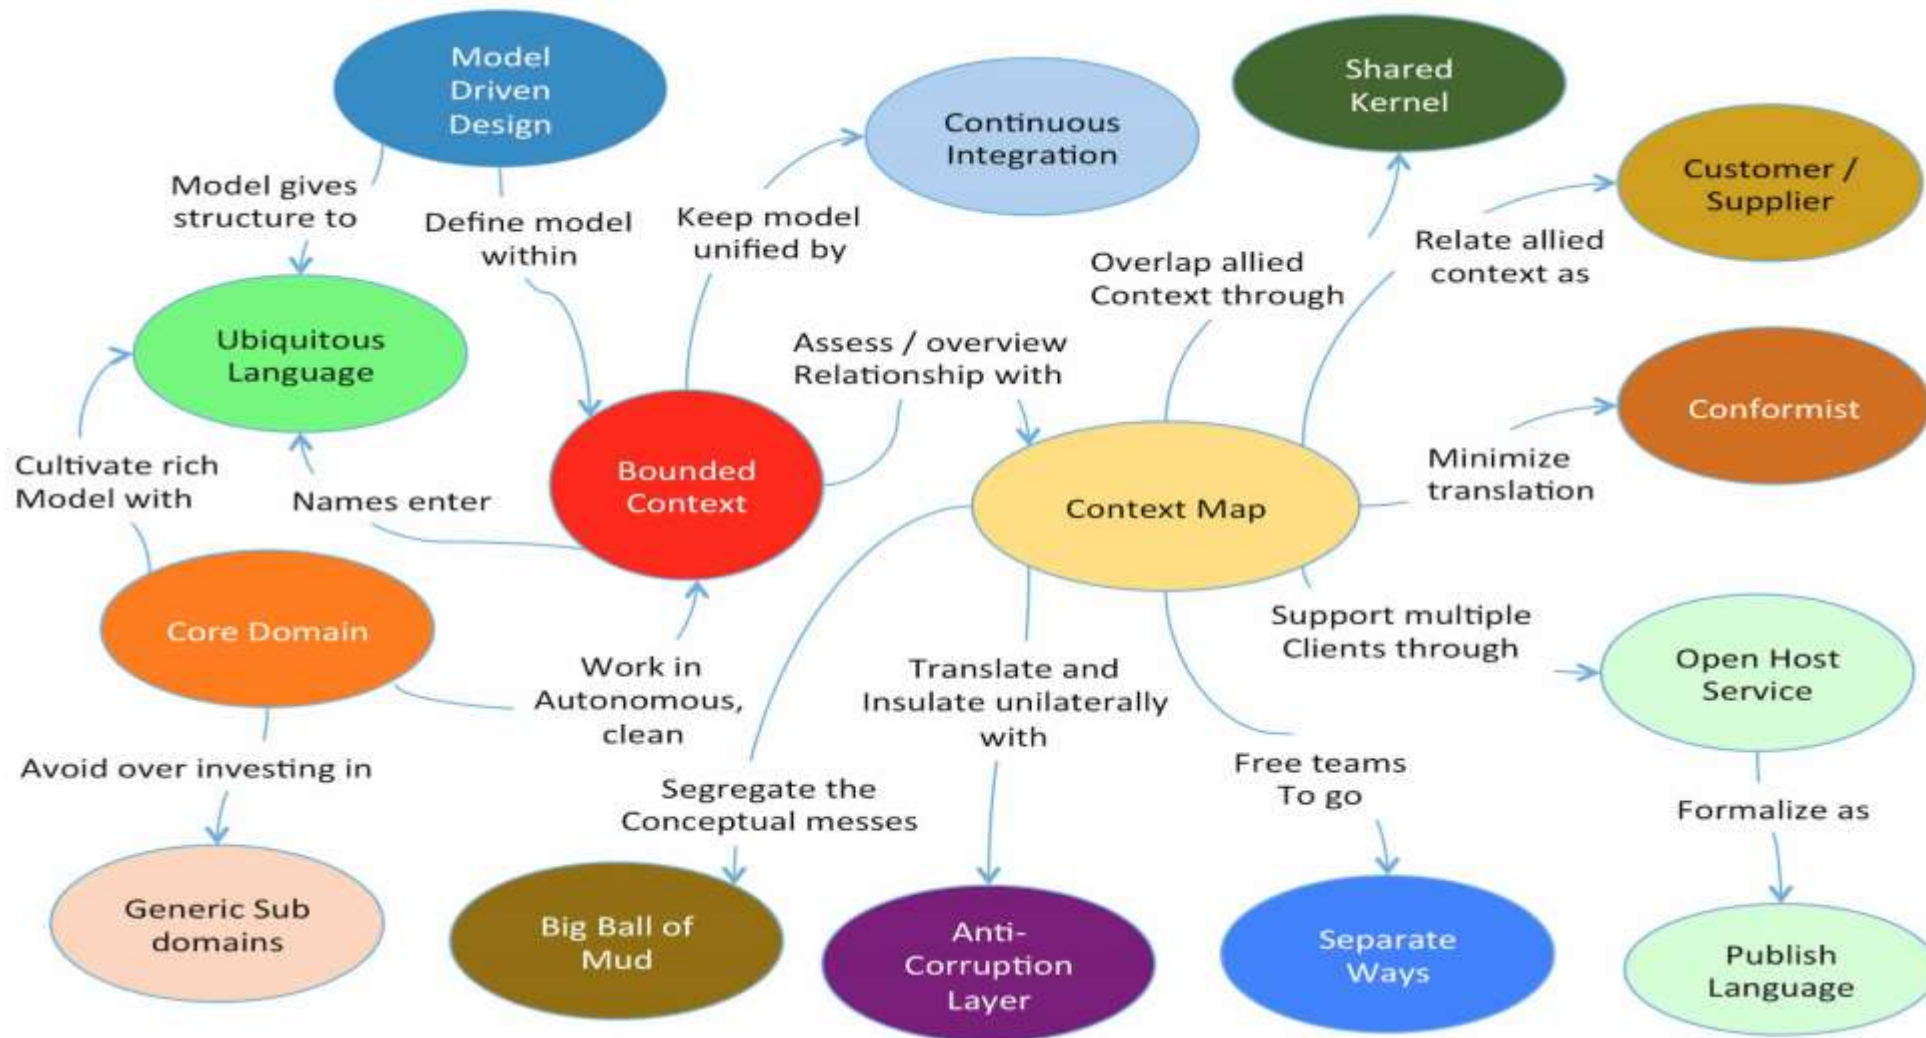 Model
Driven
Design
Shared
Kernel
Continuous
Integration
Customer /
Supplier
Model gives
structure to
Define model
within
Keep model
unified by
Overlap allied
Context through
Relate allied
context as
Ubiquitous
Language
Assess / overview
Relationship with
Conformist
Cultivate rich
Model with
Names enter
Bounded
Context
Context Map
Minimize
translation
Core Domain
Work in
Autonomous,
clean
Translate and
Insulate unilaterally
with
Support multiple
Clients through
Open Host
Service
Avoid over investing in
Segregate the
Conceptual messes
Free teams
To go
Formalize as
Generic Sub
domains
Big Ball of
Mud
Anti-
Corruption
Layer
Separate
Ways
Publish
Language